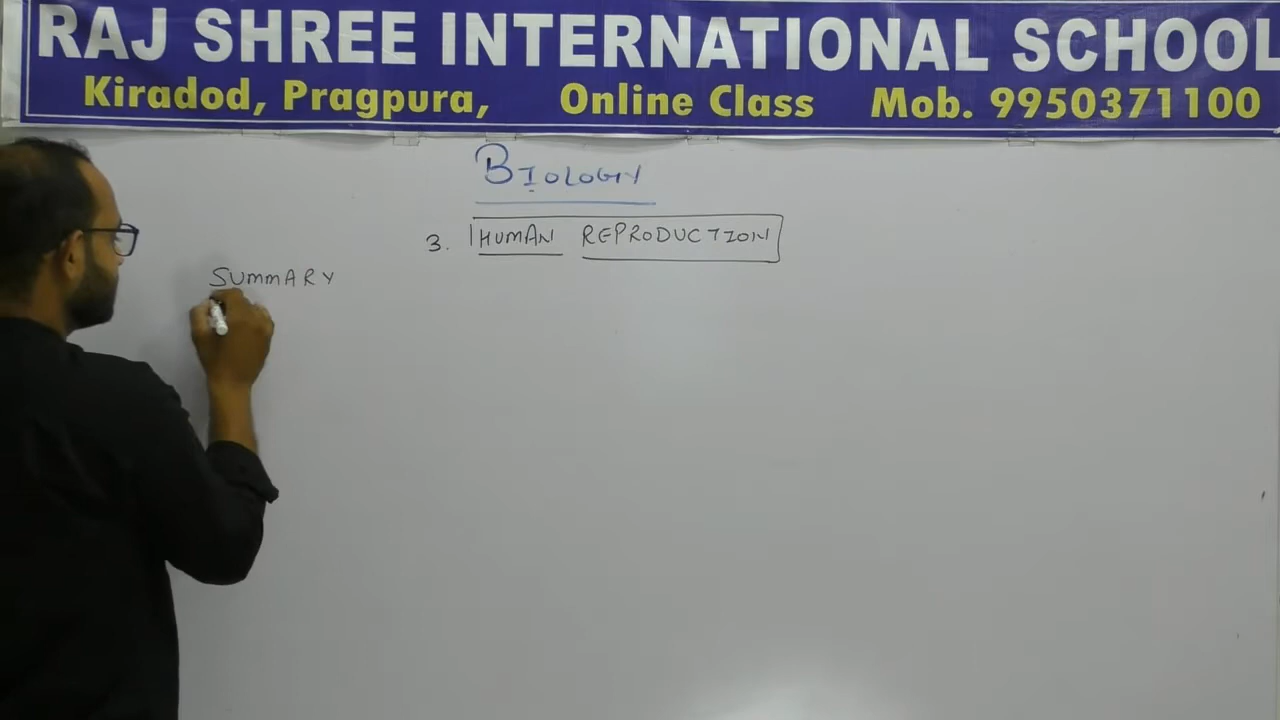 RAJ SHREE INTERNATIONAL SCHOOL
Kiradod, Pragpura, Online Class Mob. 9950371100
BIOLOGY
3. HUMAN REPRODUCTION
SUMMARY